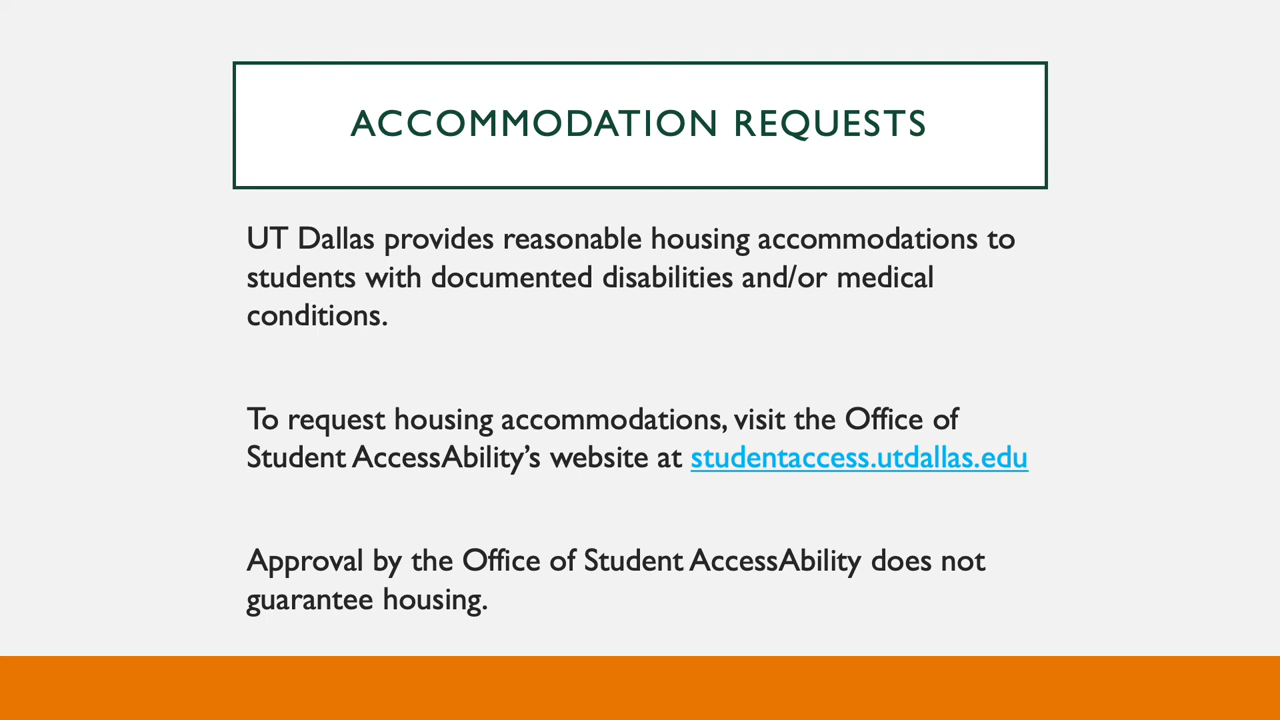 ACCOMMODATION REQUESTS
UT Dallas provides reasonable housing accommodations to
students with documented disabilities and/or medical
conditions.
To request housing accommodations, visit the Office of
Student AccessAbility’s website at studentaccess.utdallas.edu
Approval by the Office of Student AccessAbility does not
guarantee housing.